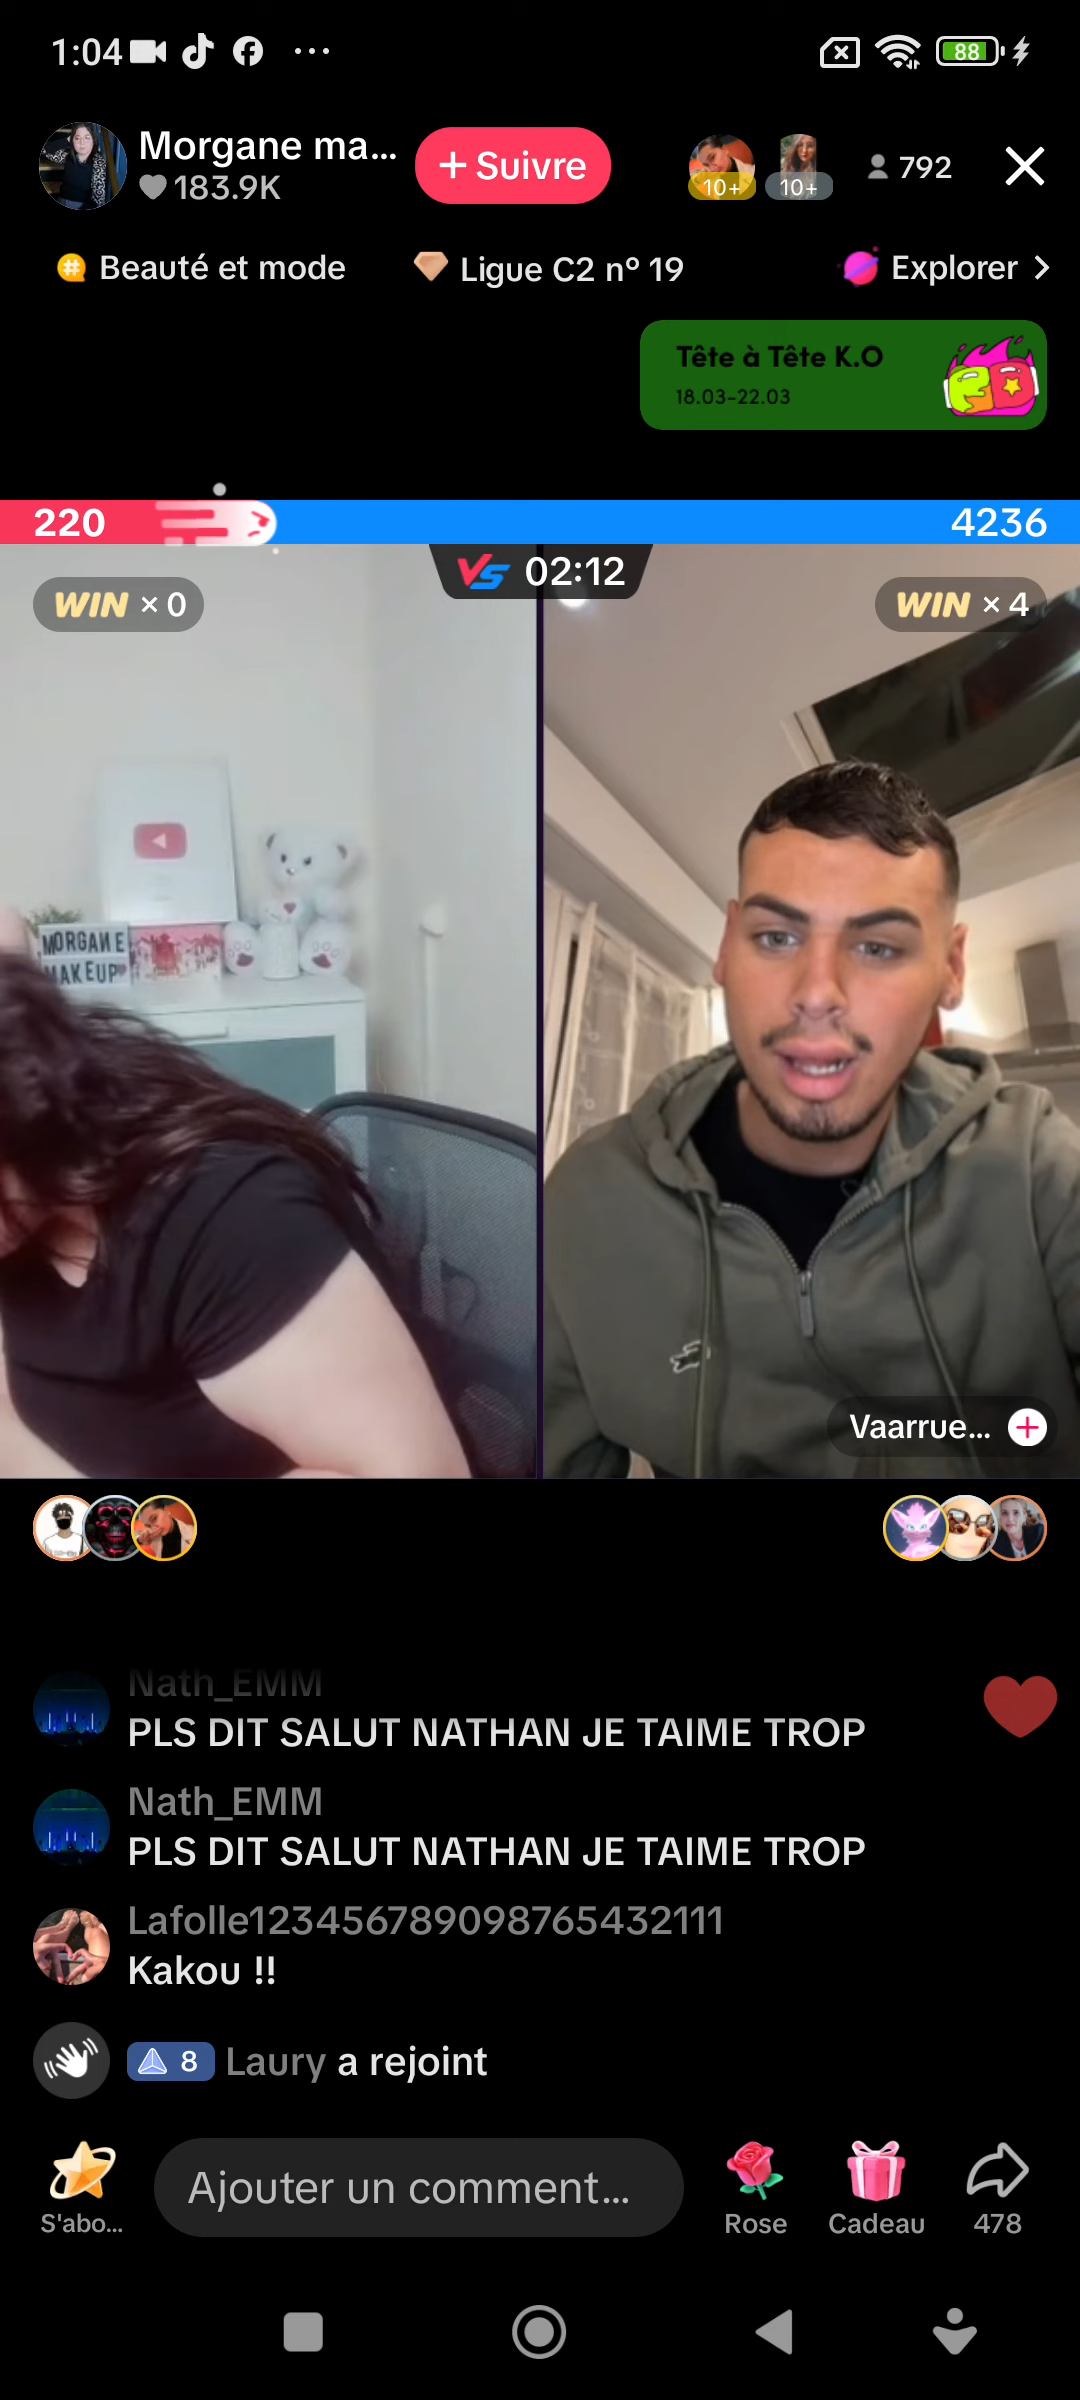 1:04 ... 88
Morgane ma...
183.9K
+ Suivre
10+ 10+
792
Beauté et mode
Ligue C2 n° 19
Explorer >
Tête à Tête K.O
18.03-22.03
220
4236
VS 02:12
WIN × 0
WIN × 4
MORGANE
MAKEUP
Vaarrue...
Nath_EMM
PLS DIT SALUT NATHAN JE TAIME TROP
Nath_EMM
PLS DIT SALUT NATHAN JE TAIME TROP
Lafolle123456789098765432111
Kakou !!
8 Laury a rejoint
S'abo...
Ajouter un comment...
Rose
Cadeau
478